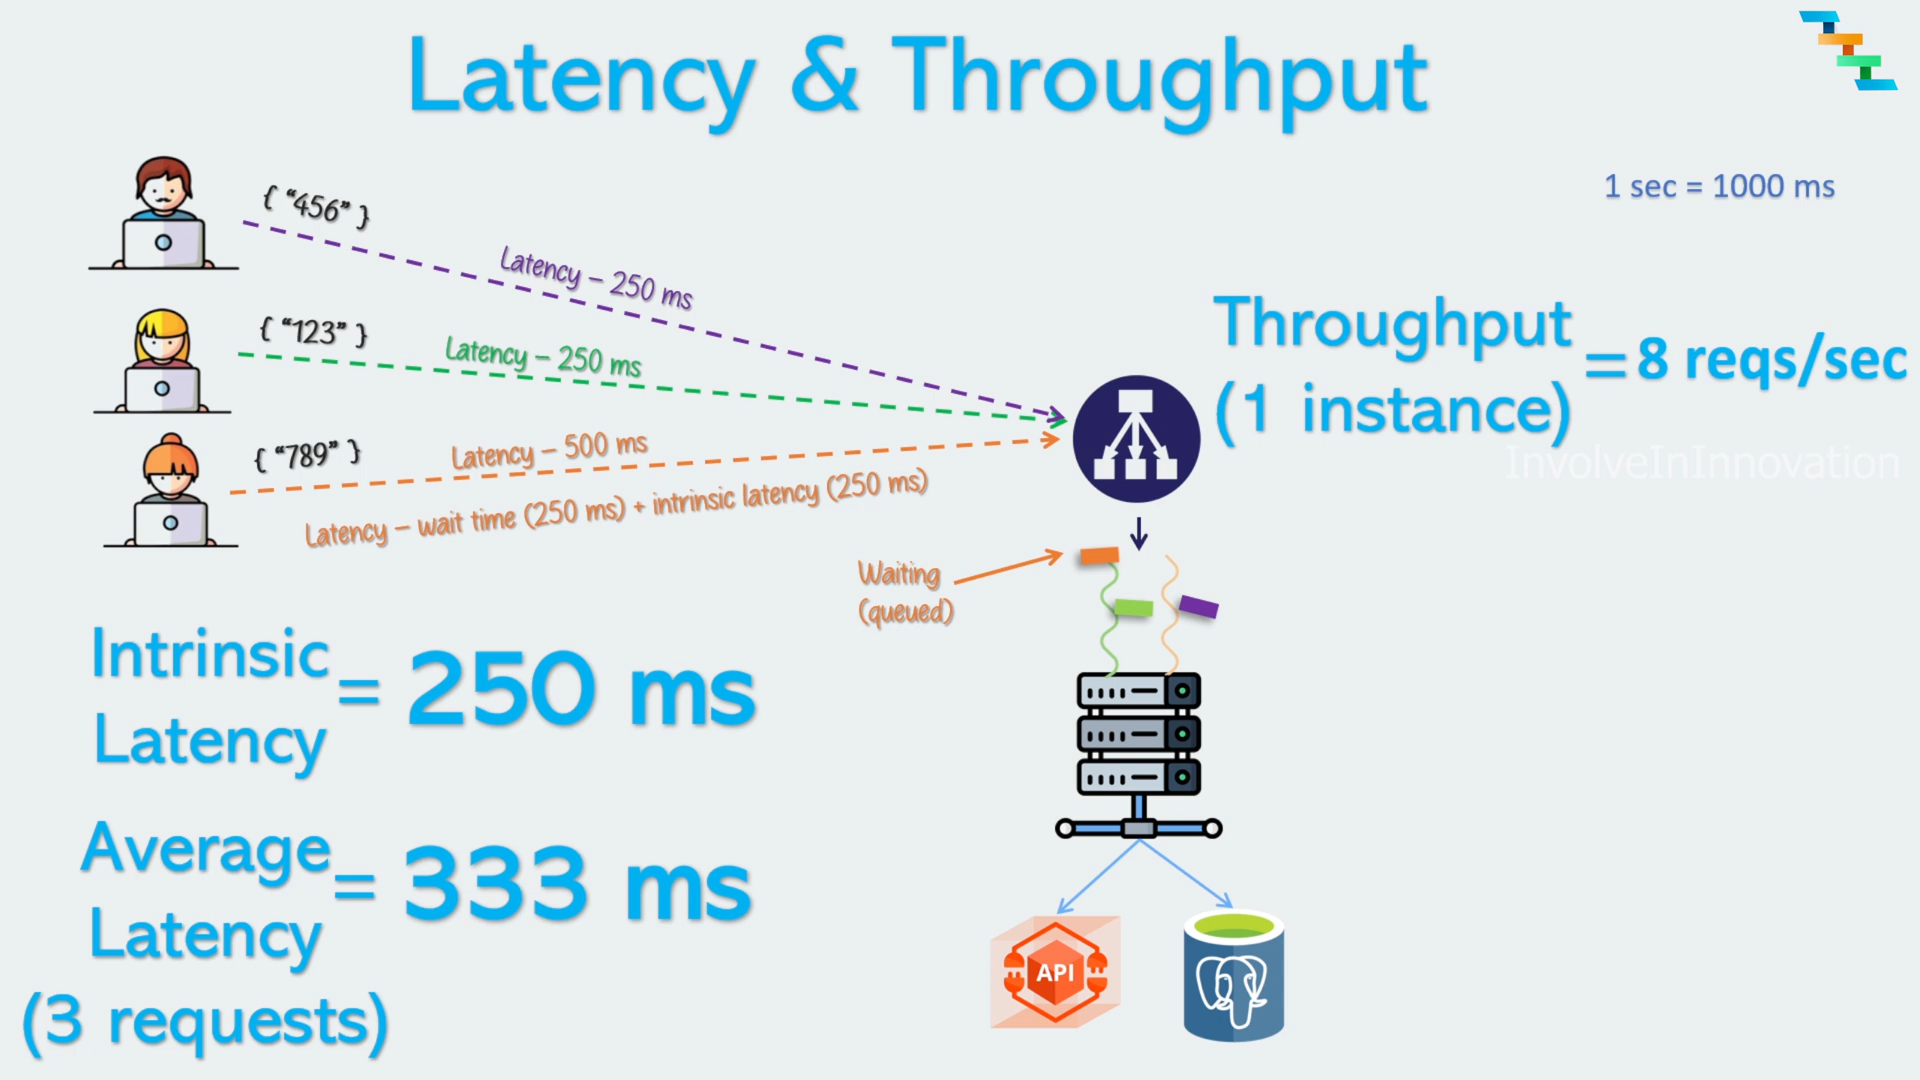 Latency & Throughput
1 sec = 1000 ms
{ “456” }
Latency – 250 ms
{ “123” }
Latency – 250 ms
{ “789” }
Latency – 500 ms
Latency – wait time (250 ms) + intrinsic latency (250 ms)
Throughput
(1 instance)
= 8 reqs/sec
InvolveInInnovation
Waiting
(queued)
Intrinsic
Latency
= 250 ms
Average
Latency
(3 requests)
= 333 ms
API